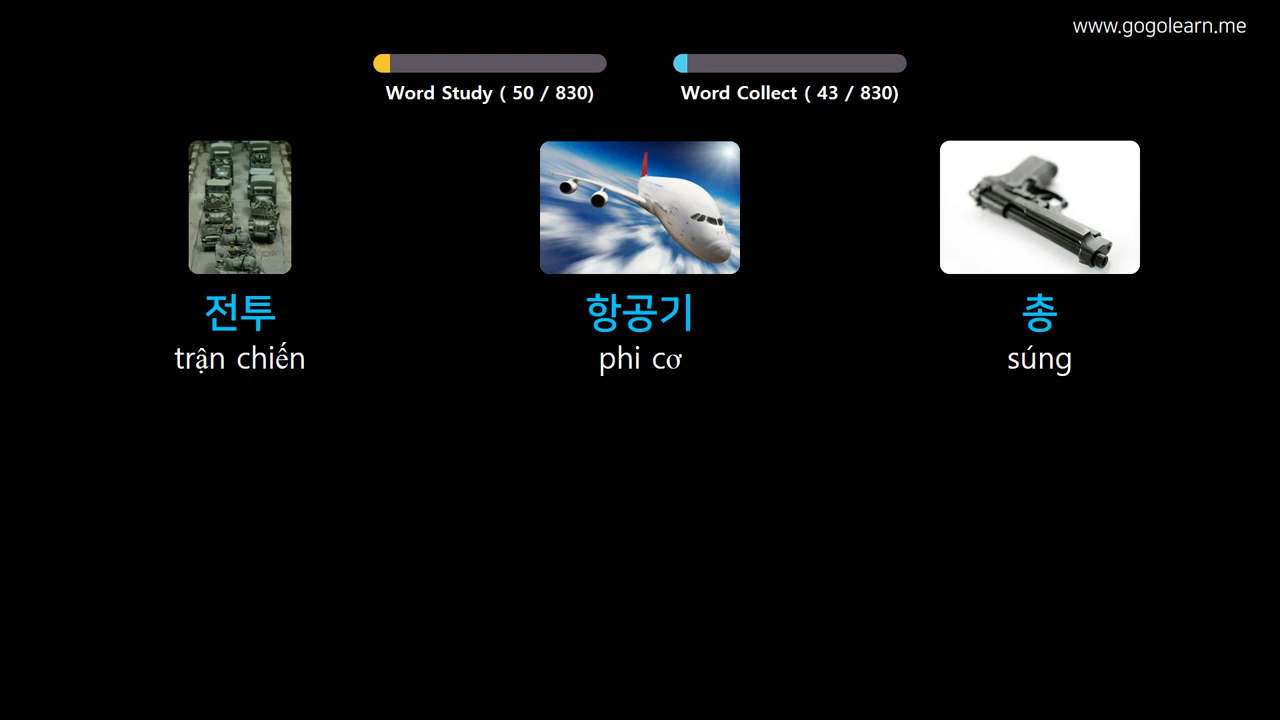 www.gogolearn.me
Word Study ( 50 / 830)
Word Collect ( 43 / 830)
전투
항공기
총
trận chiến
phi cơ
súng